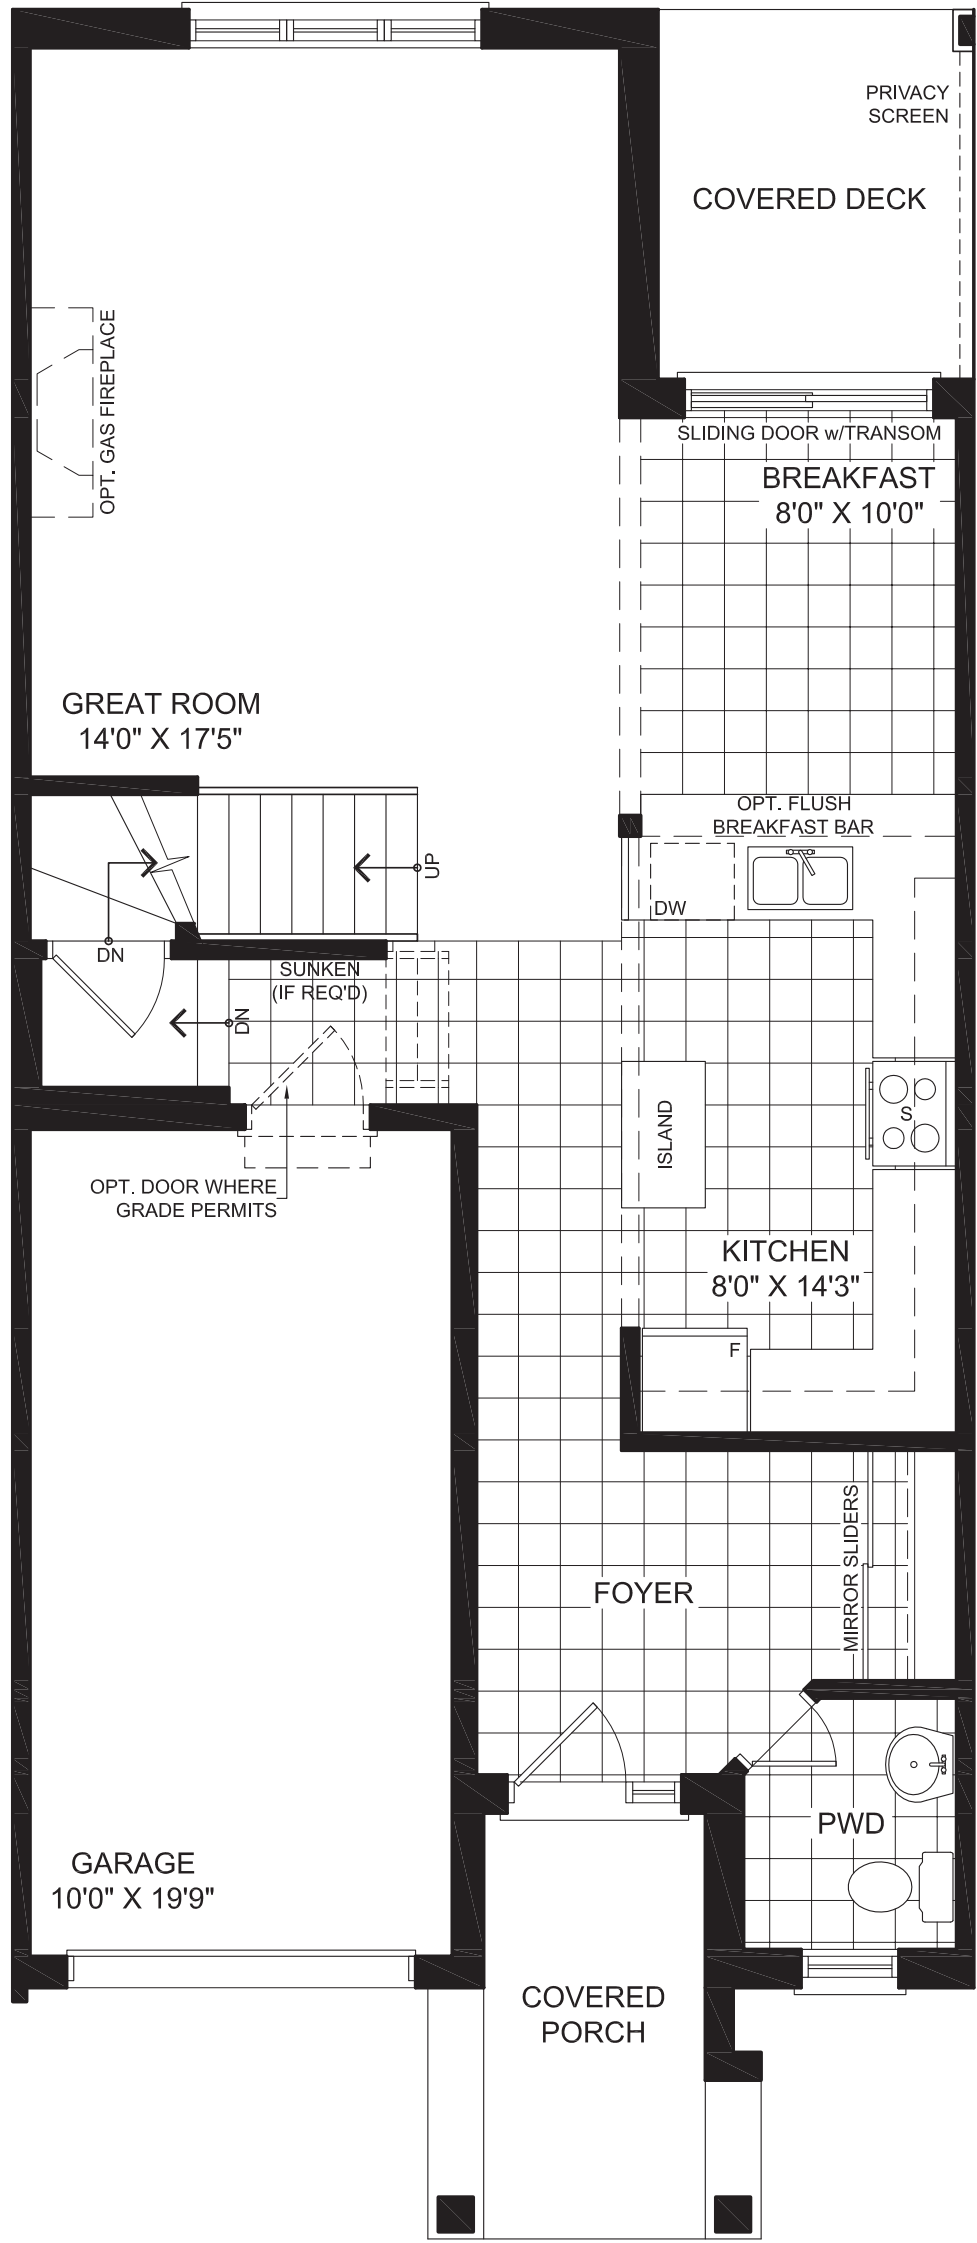 PRIVACY
SCREEN
COVERED DECK
OPT. GAS FIREPLACE
SLIDING DOOR w/TRANSOM
BREAKFAST
8'0" X 10'0"
GREAT ROOM
14'0" X 17'5"
OPT. FLUSH
BREAKFAST BAR
UP
DW
DN
SUNKEN
(IF REQ'D)
DN
S
ISLAND
OPT. DOOR WHERE
GRADE PERMITS
KITCHEN
8'0" X 14'3"
F
MIRROR SLIDERS
FOYER
PWD
GARAGE
10'0" X 19'9"
COVERED
PORCH